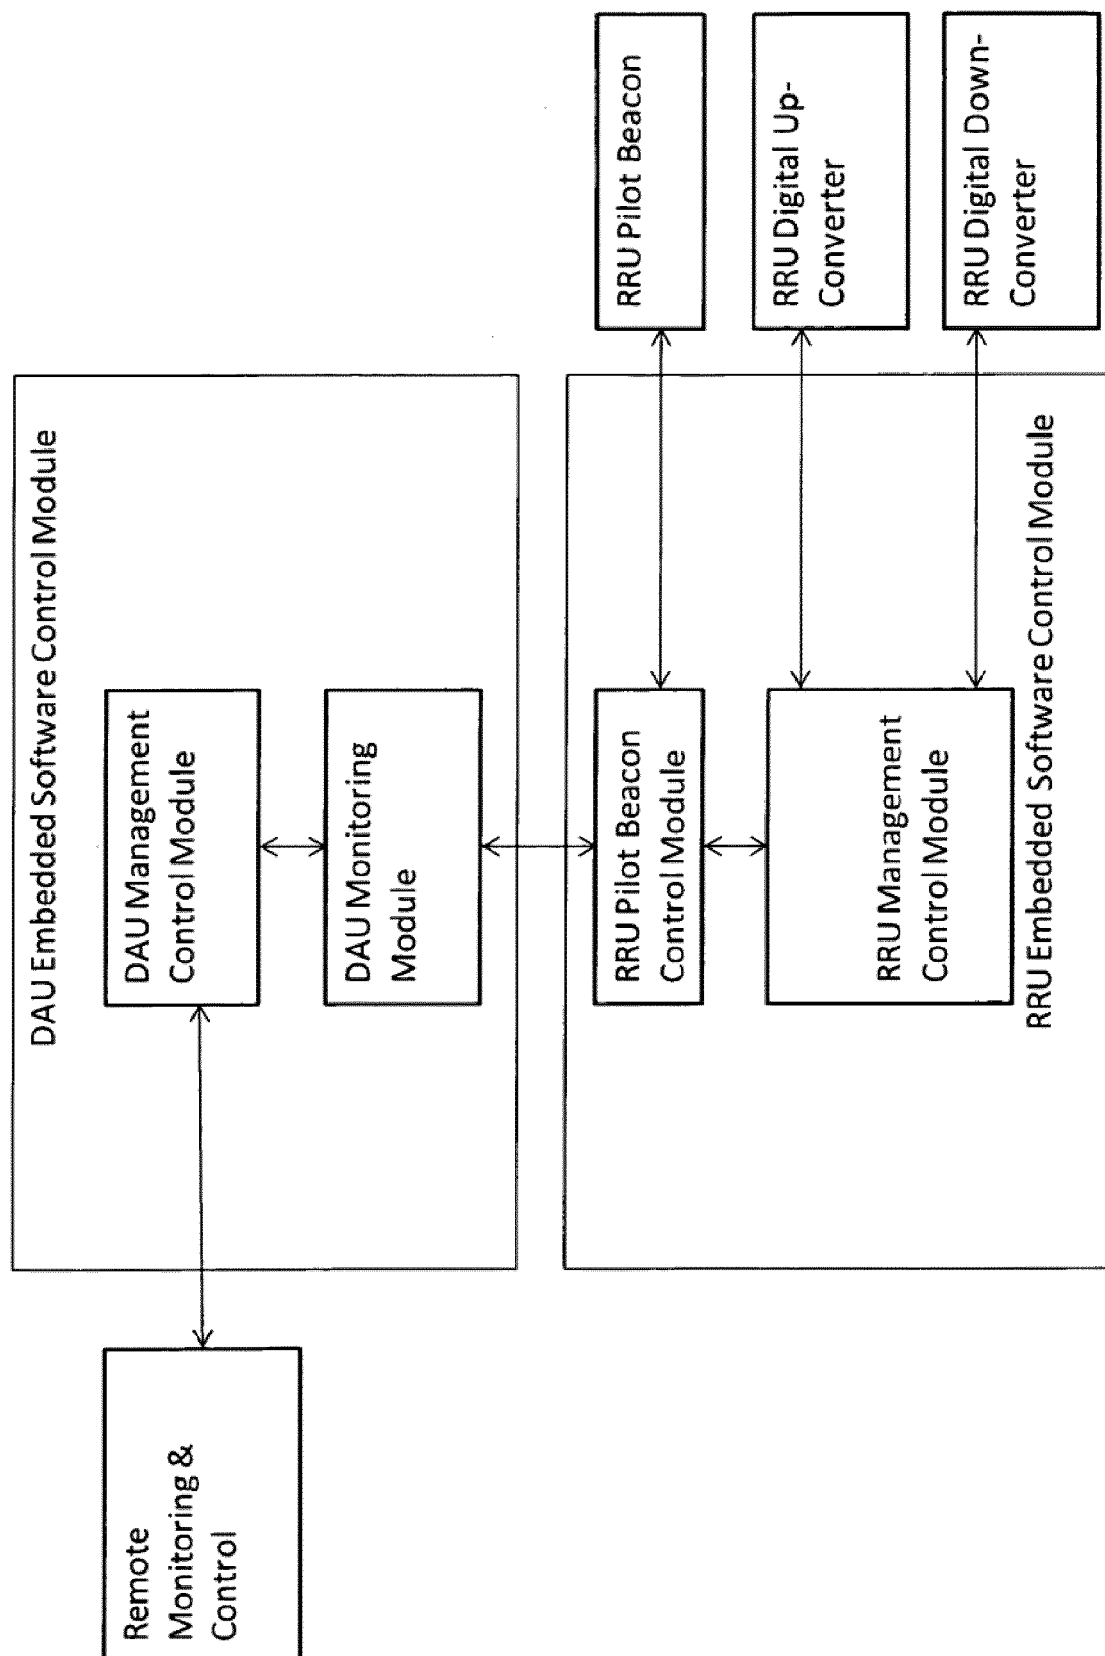 DAU Embedded Software Control Module
Remote
Monitoring &
Control
DAU Management
Control Module
DAU Monitoring
Module
RRU Pilot Beacon
Control Module
RRU Pilot Beacon
RRU Management
Control Module
RRU Digital Up-
Converter
RRU Digital Down-
Converter
RRU Embedded Software Control Module